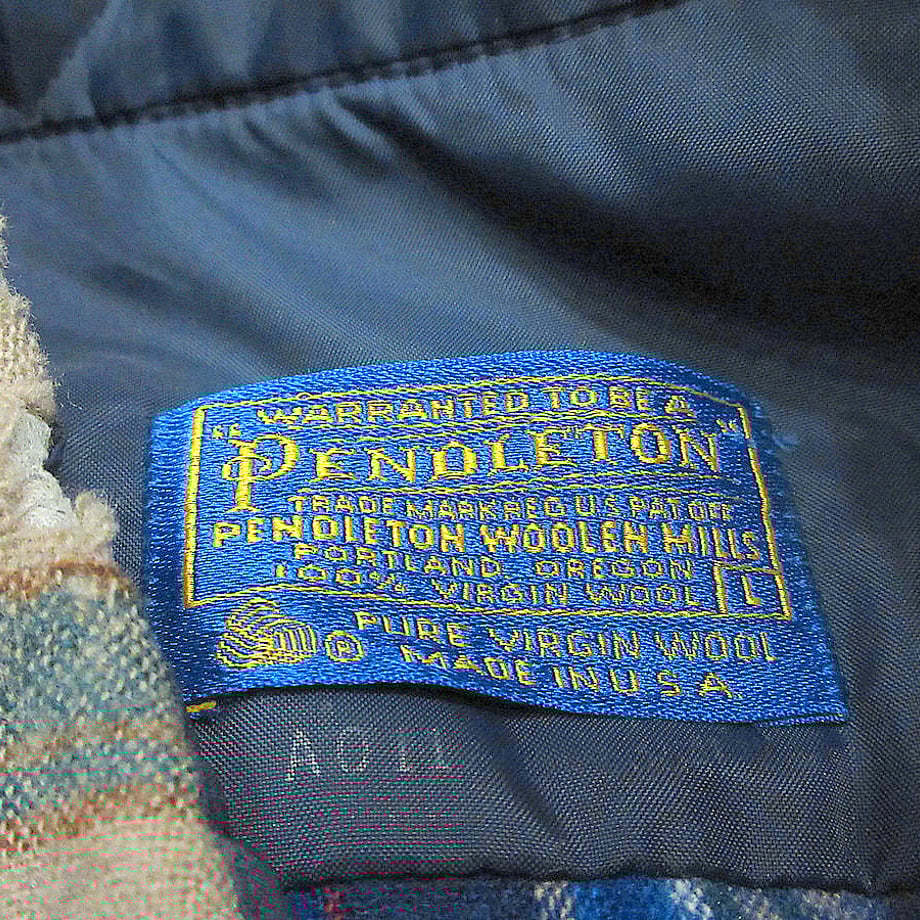 "WARRANTED TO BE A
PENDLETON"
TRADE MARK REG US PAT OFF
PENDLETON WOOLEN MILLS
PORTLAND OREGON
100% VIRGIN WOOL L
PURE VIRGIN WOOL
MADE IN U S A.